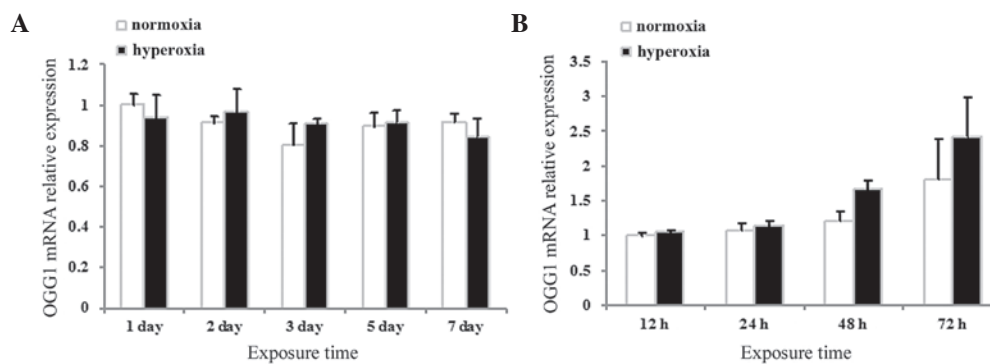 A
normoxia
hyperoxia
OGG1 mRNA relative expression
1.2
1
0.8
0.6
0.4
0.2
0
1 day
2 day
3 day
5 day
7 day
Exposure time
B
normoxia
hyperoxia
OGG1 mRNA relative expression
3.5
3
2.5
2
1.5
1
0.5
0
12 h
24 h
48 h
72 h
Exposure time